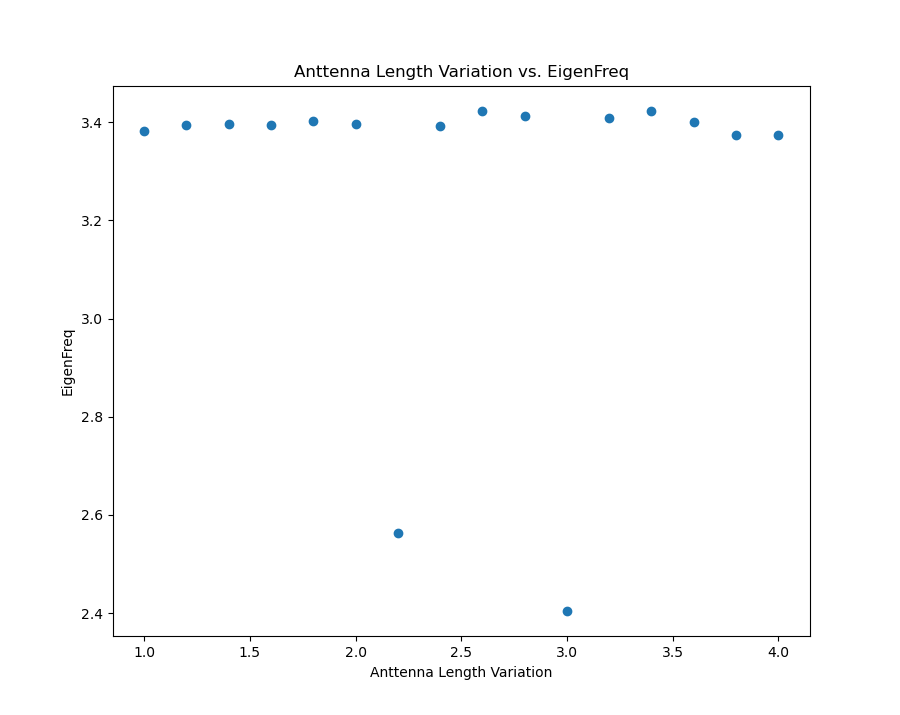 Anttenna Length Variation vs. EigenFreq
3.4
3.2
3.0
2.8
2.6
2.4
EigenFreq
1.0 1.5 2.0 2.5 3.0 3.5 4.0
Anttenna Length Variation